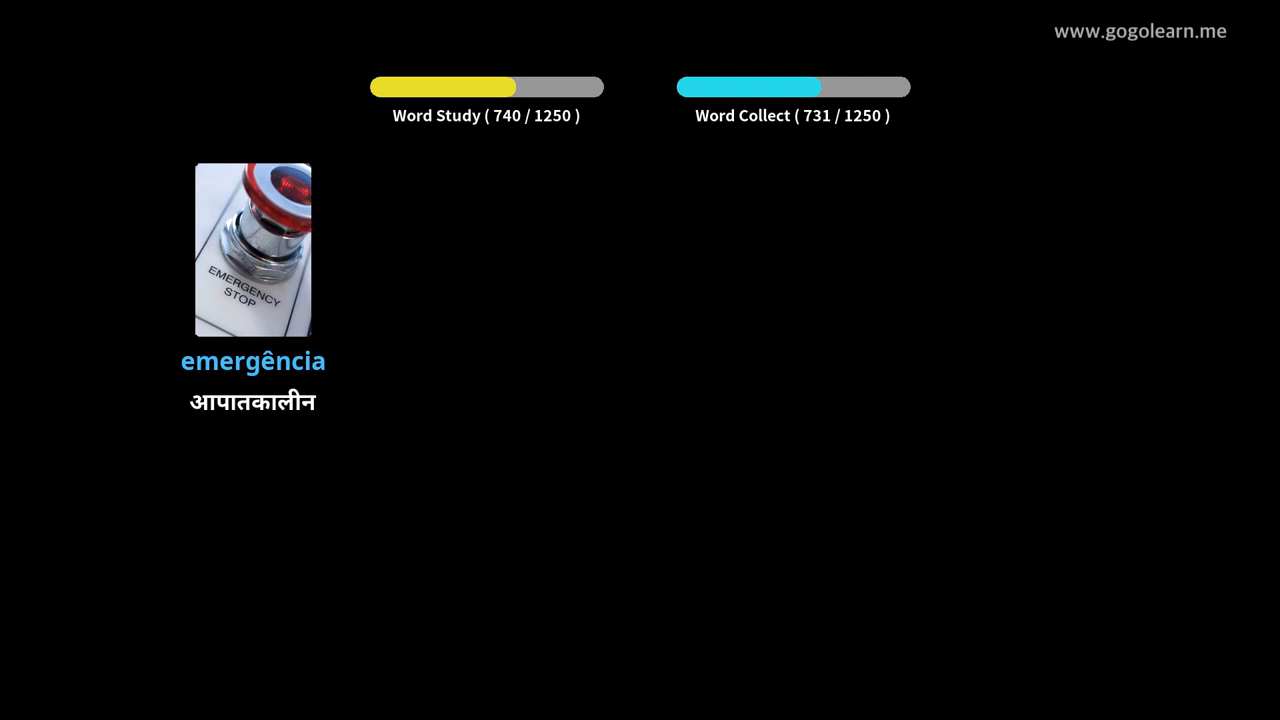 www.gogolearn.me
Word Study ( 740 / 1250 )
Word Collect ( 731 / 1250 )
EMERGENCY
STOP
emergência
आपातकालीन